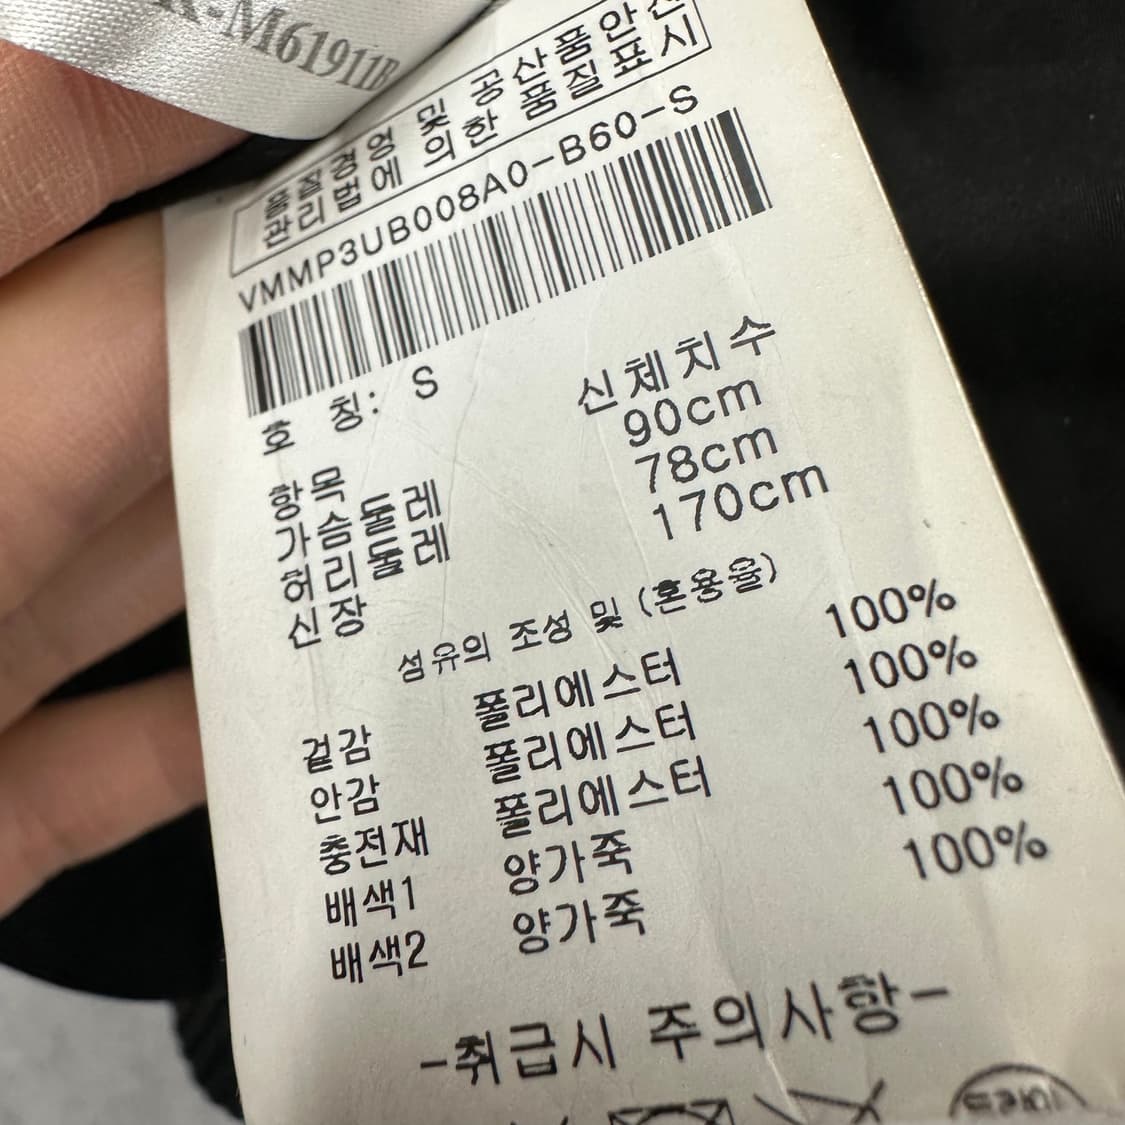 -M61911B
품질경영 및 공산품안전
관리법에 의한 품질표시
VMMP3UB008A0-B60-S
호 칭: S
항목 신체치수
가슴둘레 90cm
허리둘레 78cm
신장 170cm
섬유의 조성 및 (혼용율)
겉감 폴리에스터 100%
안감 폴리에스터 100%
충전재 폴리에스터 100%
배색1 양가죽 100%
배색2 양가죽 100%
-취급시 주의사항-
드라이